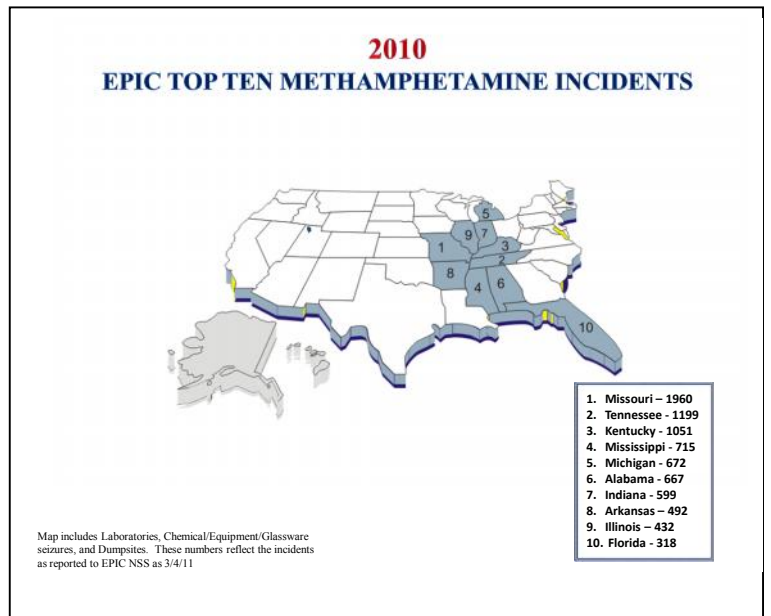 2010
EPIC TOP TEN METHAMPHETAMINE INCIDENTS
5
9
7
1
3
2
8
4
6
10
1. Missouri – 1960
2. Tennessee - 1199
3. Kentucky - 1051
4. Mississippi - 715
5. Michigan - 672
6. Alabama - 667
7. Indiana - 599
8. Arkansas – 492
9. Illinois – 432
10. Florida - 318
Map includes Laboratories, Chemical/Equipment/Glassware
seizures, and Dumpsites. These numbers reflect the incidents
as reported to EPIC NSS as 3/4/11